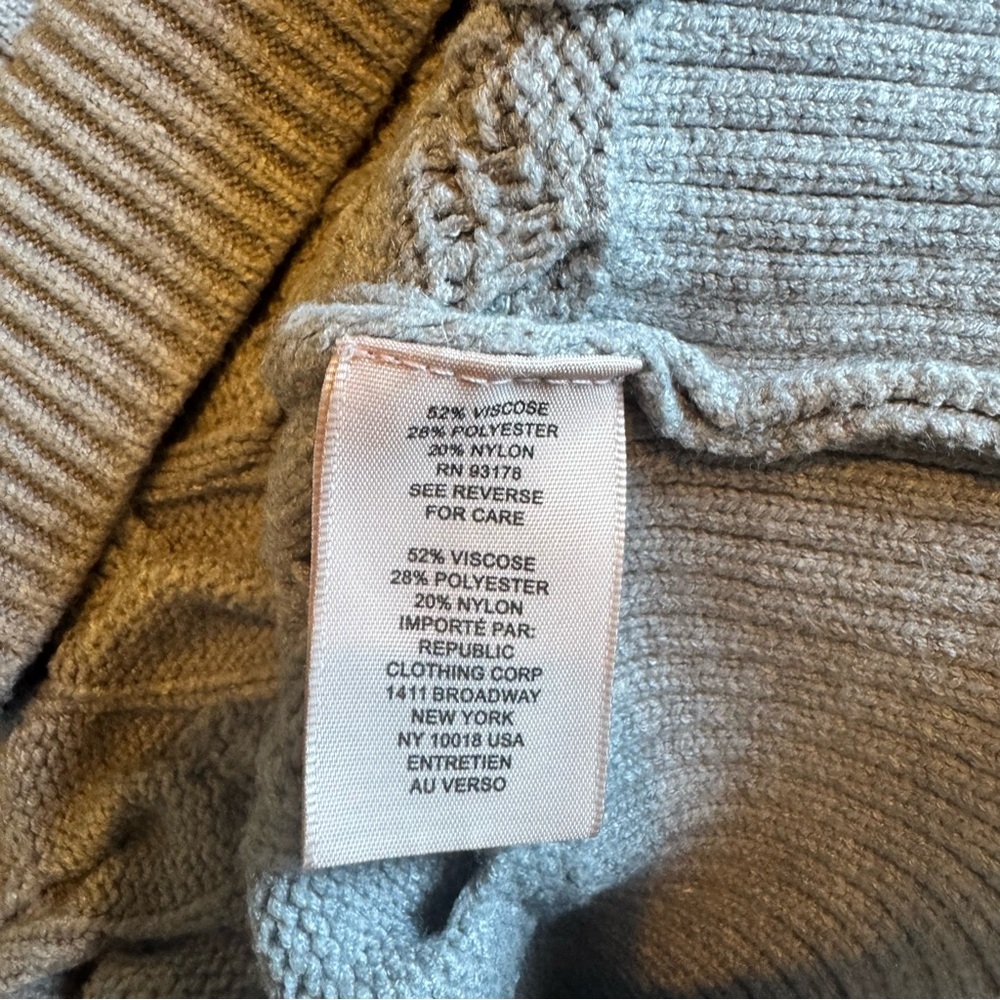 52% VISCOSE
28% POLYESTER
20% NYLON
RN 93178
SEE REVERSE
FOR CARE
52% VISCOSE
28% POLYESTER
20% NYLON
IMPORTÉ PAR:
REPUBLIC
CLOTHING CORP
1411 BROADWAY
NEW YORK
NY 10018 USA
ENTRETIEN
AU VERSO